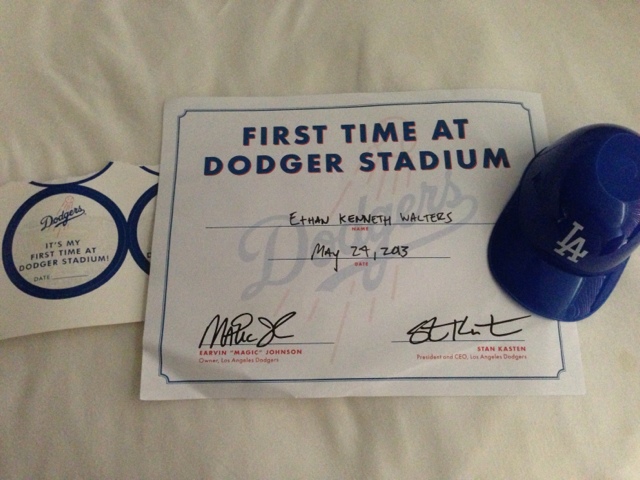 FIRST TIME AT
DODGER STADIUM
Dodgers
ETHAN KENNETH WALTERS
NAME
MAY 24, 2013
DATE
EARVIN "MAGIC" JOHNSON
Owner, Los Angeles Dodgers
STAN KASTEN
President and CEO, Los Angeles Dodgers
Dodgers
IT'S MY
FIRST TIME AT
DODGER STADIUM!
DATE
LA